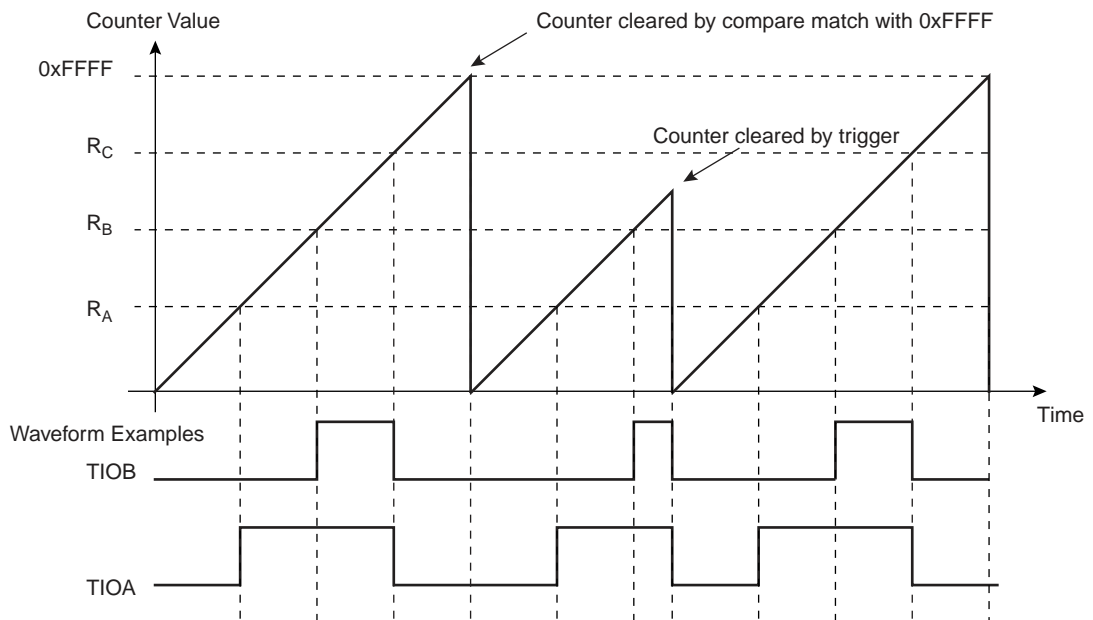 Counter Value
Counter cleared by compare match with 0xFFFF
0xFFFF
Counter cleared by trigger
RC
RB
RA
Time
Waveform Examples
TIOB
TIOA